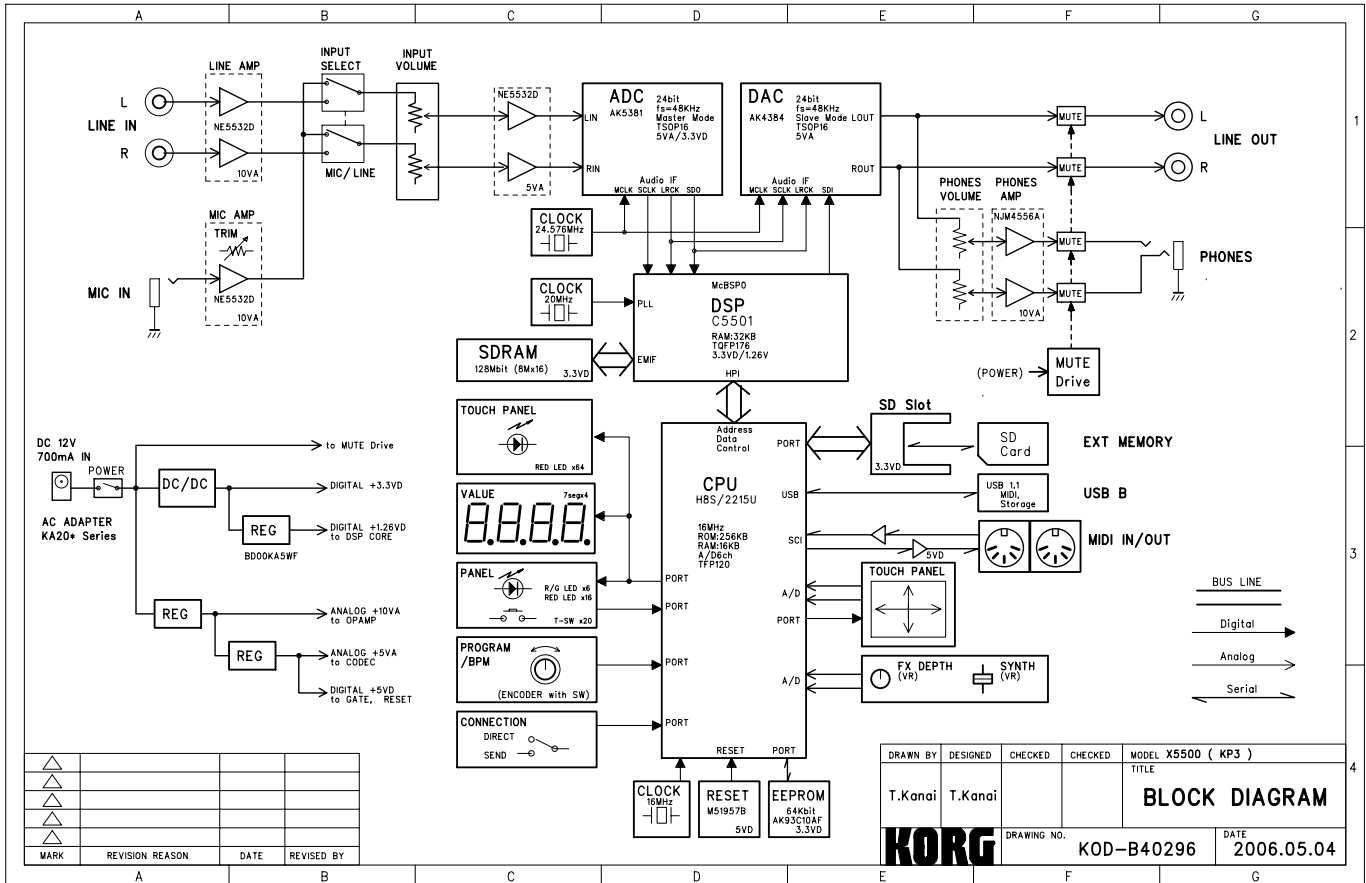 A B C D E F G
INPUT SELECT
INPUT VOLUME
LINE AMP
L
LINE IN
R
NE5532D
10VA
MIC/LINE
NE5532D
5VA
ADC
AK5381
24bit
fs=48KHz
Master Mode
TSOP16
5VA/3.3VD
LIN
RIN
Audio IF
MCLK SCLK LRCK SDO
DAC
AK4384
24bit
fs=48KHz
Slave Mode
TSOP16
5VA
LOUT
ROUT
Audio IF
MCLK SCLK LRCK SDI
MUTE
L
LINE OUT
MUTE
R
1
PHONES VOLUME
PHONES AMP
NJM4556A
MUTE
MUTE
10VA
PHONES
MIC AMP
TRIM
MIC IN
NE5532D
10VA
CLOCK
24.576MHz
CLOCK
20MHz
McBSP0
PLL
DSP
C5501
RAM:32KB
TQFP176
3.3VD/1.26V
EMIF
HPI
2
SDRAM
128Mbit (8Mx16)
3.3VD
(POWER)
MUTE
Drive
TOUCH PANEL
RED LED x64
VALUE
7segx4
8.8.8.8.
PANEL
R/G LED x6
RED LED x16
T-SW x20
PROGRAM
/BPM
(ENCODER with SW)
CONNECTION
DIRECT
SEND
Address
Data
Control
PORT
CPU
H8S/2215U
USB
16MHz
ROM:256KB
RAM:16KB
A/D6ch
TFP120
SCI
PORT
A/D
PORT
PORT
PORT
A/D
PORT
RESET
PORT
SD Slot
3.3VD
SD
Card
EXT MEMORY
USB 1.1
MIDI,
Storage
USB B
5VD
MIDI IN/OUT
3
TOUCH PANEL
FX DEPTH
(VR)
SYNTH
(VR)
BUS LINE
Digital
Analog
Serial
DC 12V
700mA IN
POWER
AC ADAPTER
KA20* Series
to MUTE Drive
DC/DC
DIGITAL +3.3VD
REG
BD00KA5WF
DIGITAL +1.26VD
to DSP CORE
REG
ANALOG +10VA
to OPAMP
REG
ANALOG +5VA
to CODEC
DIGITAL +5VD
to GATE, RESET
CLOCK
16MHz
RESET
M51957B
5VD
EEPROM
64Kbit
AK93C10AF
3.3VD
4
MARK REVISION REASON DATE REVISED BY
DRAWN BY DESIGNED CHECKED CHECKED MODEL X5500 ( KP3 )
T.Kanai T.Kanai
TITLE
BLOCK DIAGRAM
KORG
DRAWING NO.
KOD-B40296
DATE
2006.05.04
A B C D E F G